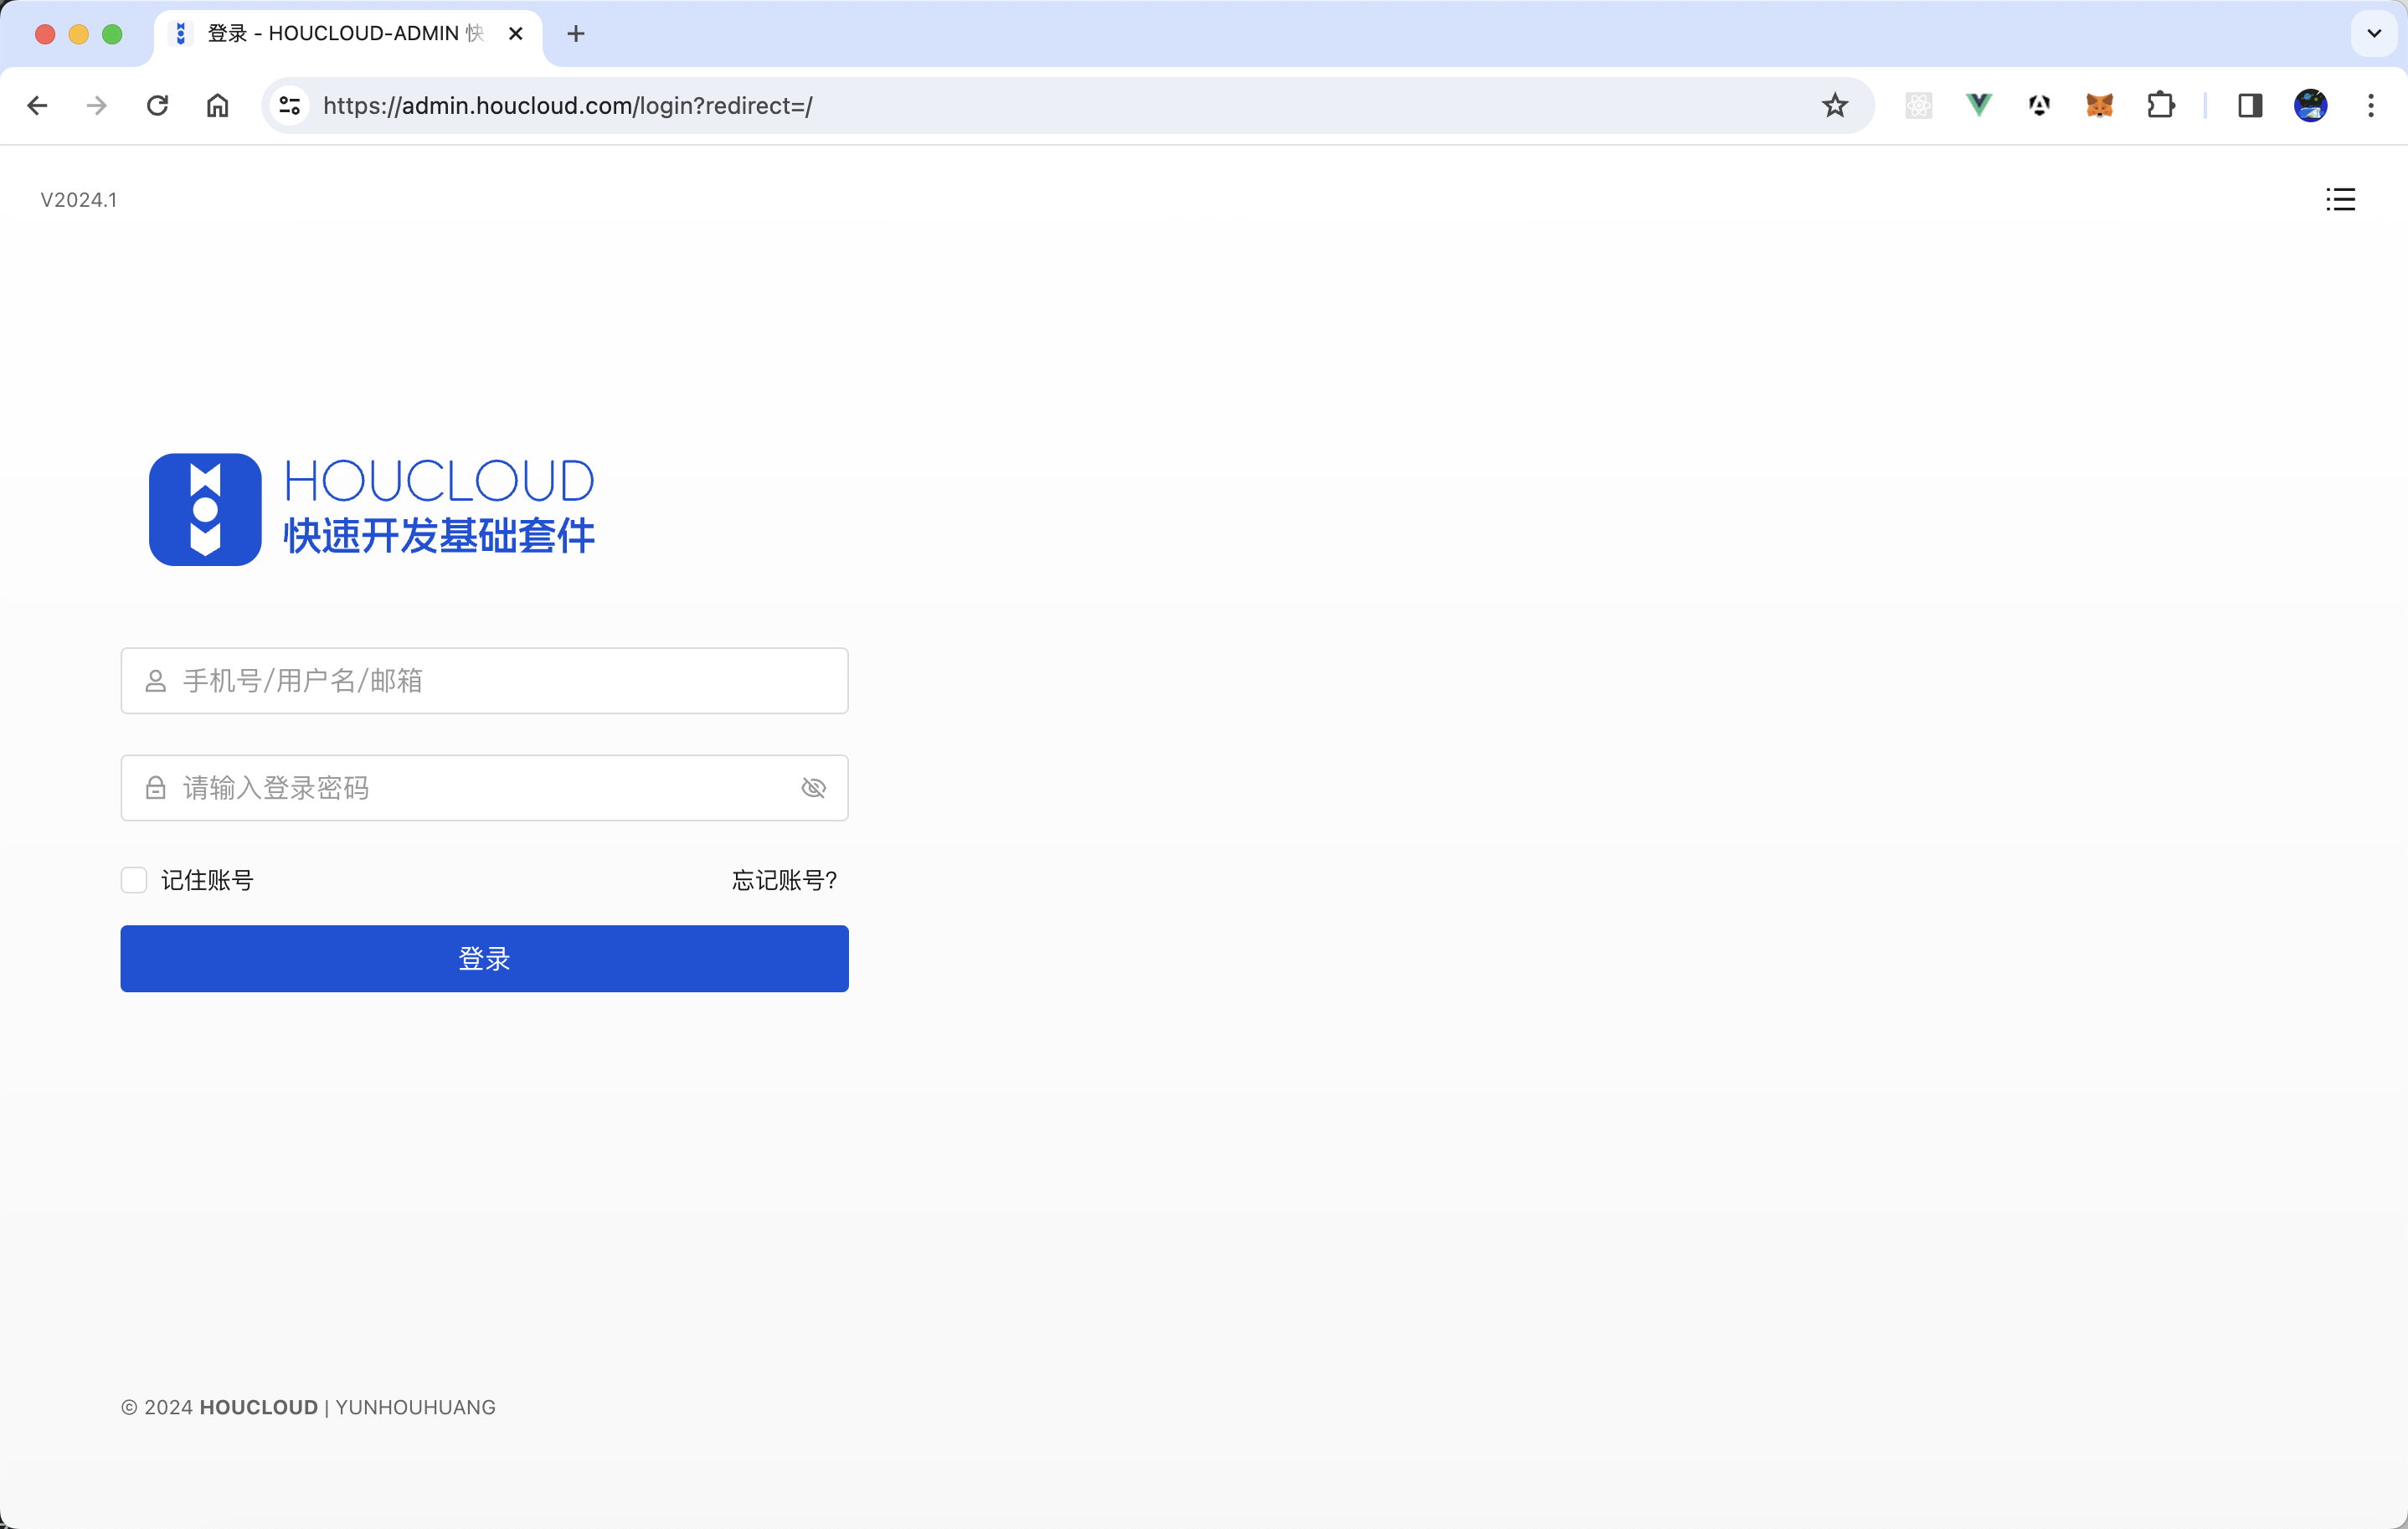 登录 - HOUCLOUD-ADMIN 快
https://admin.houcloud.com/login?redirect=/
V2024.1
HOUCLOUD
快速开发基础套件
手机号/用户名/邮箱
请输入登录密码
记住账号 忘记账号?
登录
© 2024 HOUCLOUD | YUNHOUHUANG